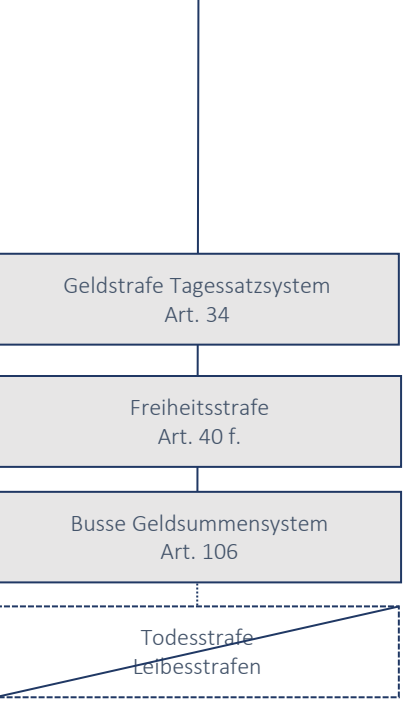 Geldstrafe Tagessatzsystem
Art. 34
Freiheitsstrafe
Art. 40 f.
Busse Geldsummensystem
Art. 106
Todesstrafe
Leibesstrafen